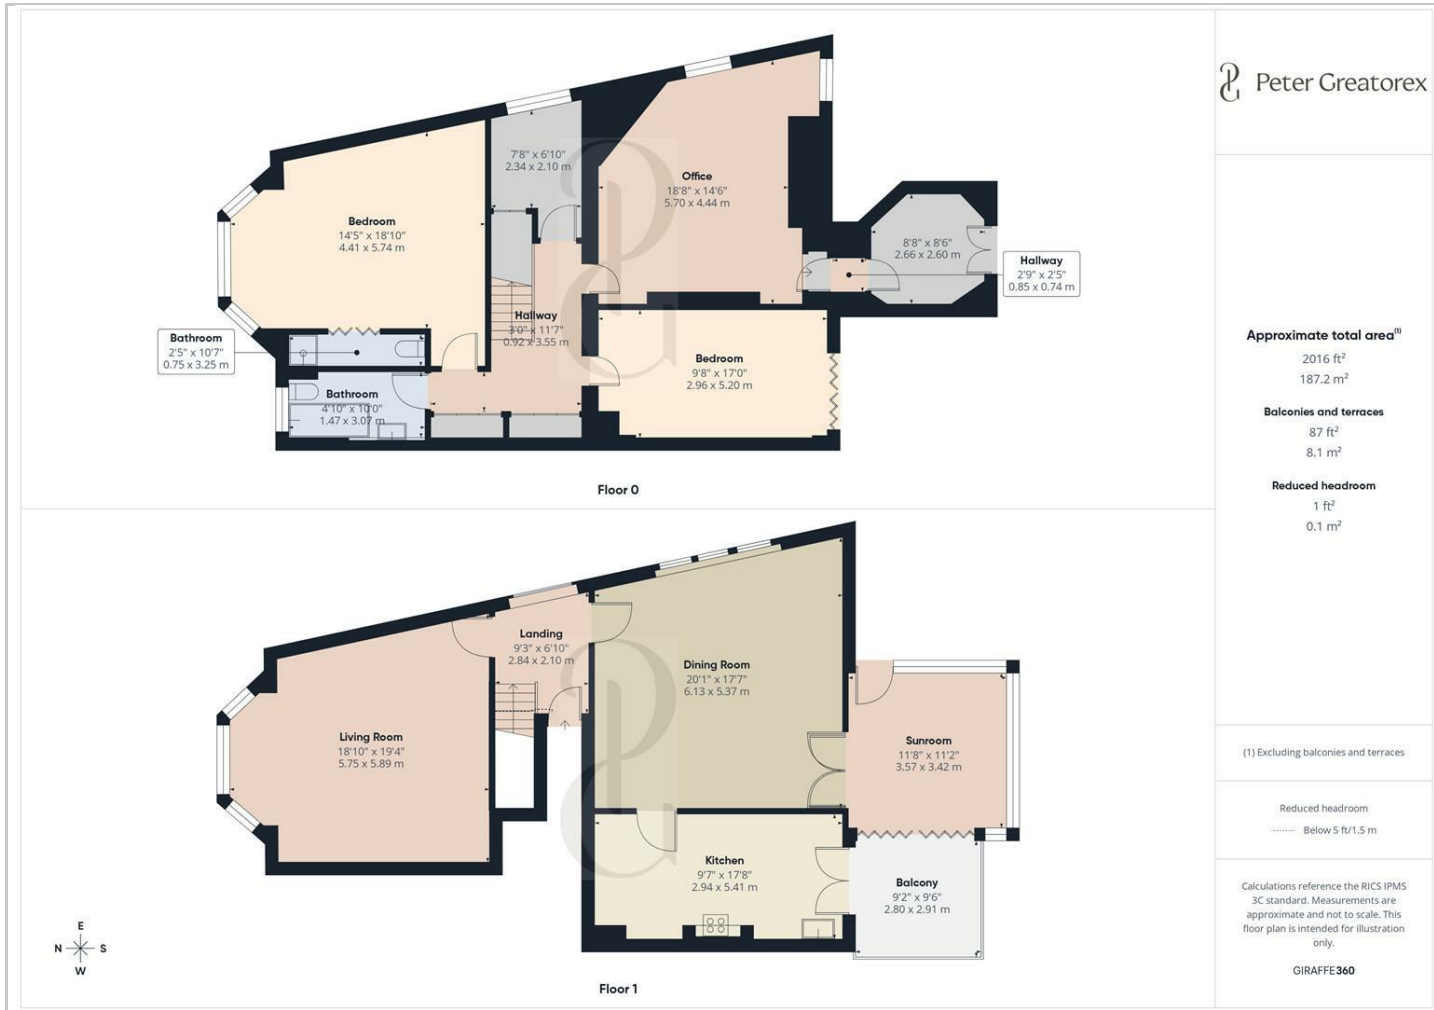 Peter Greatorex
7'8" x 6'10"
2.34 x 2.10 m
Office
18'8" x 14'6"
5.70 x 4.44 m
Bedroom
14'5" x 18'10"
4.41 x 5.74 m
8'8" x 8'6"
2.66 x 2.60 m
Hallway
2'9" x 2'5"
0.85 x 0.74 m
Hallway
3'0" x 11'7"
0.92 x 3.55 m
Bathroom
2'5" x 10'7"
0.75 x 3.25 m
Bedroom
9'8" x 17'0"
2.96 x 5.20 m
Bathroom
4'10" x 10'0"
1.47 x 3.07 m
Floor 0
Landing
9'3" x 6'10"
2.84 x 2.10 m
Dining Room
20'1" x 17'7"
6.13 x 5.37 m
Living Room
18'10" x 19'4"
5.75 x 5.89 m
Sunroom
11'8" x 11'2"
3.57 x 3.42 m
Kitchen
9'7" x 17'8"
2.94 x 5.41 m
Balcony
9'2" x 9'6"
2.80 x 2.91 m
E
N S
W
Floor 1
Approximate total area⁽¹⁾
2016 ft²
187.2 m²
Balconies and terraces
87 ft²
8.1 m²
Reduced headroom
1 ft²
0.1 m²
(1) Excluding balconies and terraces
Reduced headroom
Below 5 ft/1.5 m
Calculations reference the RICS IPMS
3C standard. Measurements are
approximate and not to scale. This
floor plan is intended for illustration
only.
GIRAFFE360